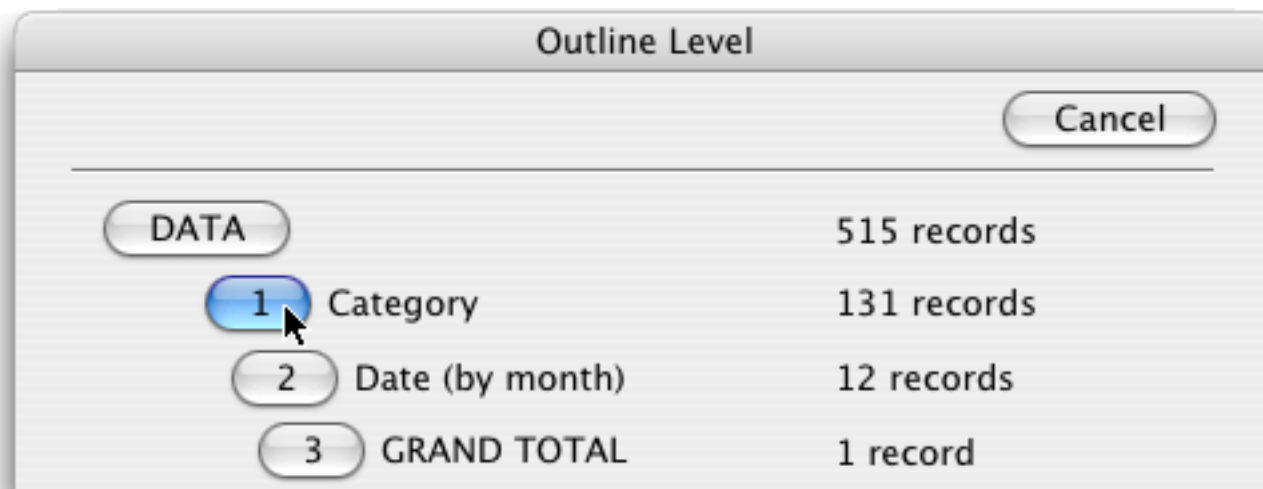 Outline Level
Cancel
DATA 515 records
1 Category 131 records
2 Date (by month) 12 records
3 GRAND TOTAL 1 record